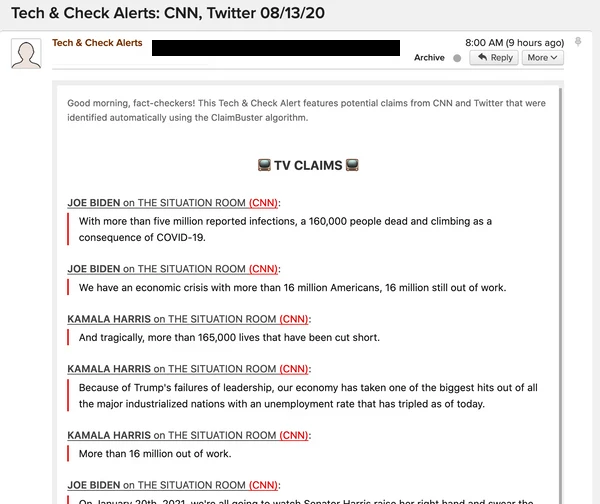 Tech & Check Alerts: CNN, Twitter 08/13/20
Tech & Check Alerts
8:00 AM (9 hours ago)
Archive
Reply
More
Good morning, fact-checkers! This Tech & Check Alert features potential claims from CNN and Twitter that were
identified automatically using the ClaimBuster algorithm.
📺 TV CLAIMS 📺
JOE BIDEN on THE SITUATION ROOM (CNN):
With more than five million reported infections, a 160,000 people dead and climbing as a
consequence of COVID-19.
JOE BIDEN on THE SITUATION ROOM (CNN):
We have an economic crisis with more than 16 million Americans, 16 million still out of work.
KAMALA HARRIS on THE SITUATION ROOM (CNN):
And tragically, more than 165,000 lives that have been cut short.
KAMALA HARRIS on THE SITUATION ROOM (CNN):
Because of Trump's failures of leadership, our economy has taken one of the biggest hits out of all
the major industrialized nations with an unemployment rate that has tripled as of today.
KAMALA HARRIS on THE SITUATION ROOM (CNN):
More than 16 million out of work.
JOE BIDEN on THE SITUATION ROOM (CNN):
On January 20th, 2021, we're all going to watch Senator Harris raise her right hand and swear the